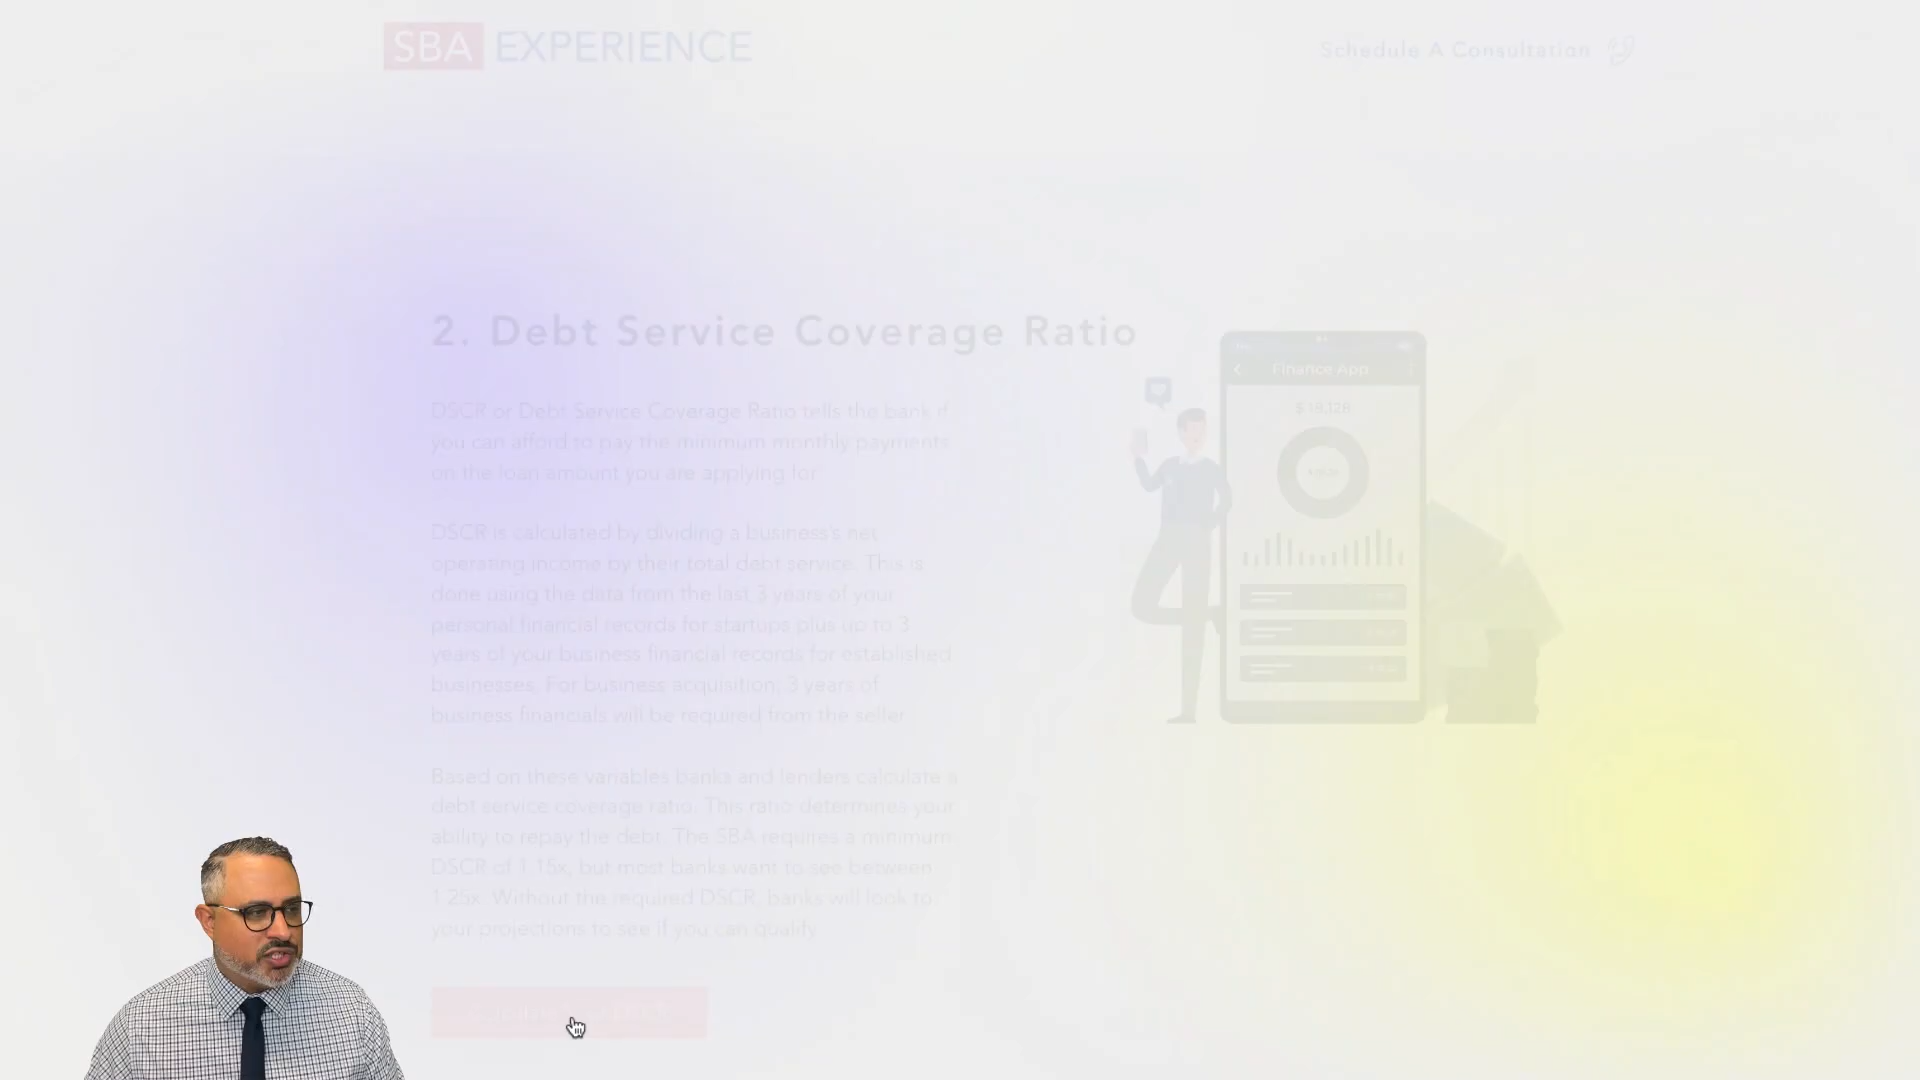 SBA EXPERIENCE
Schedule A Consultation
2. Debt Service Coverage Ratio
Finance App
$ 18,128
DSCR or Debt Service Coverage Ratio tells the bank if
you can afford to pay the minimum monthly payments
on the loan amount you are applying for.
DSCR is calculated by dividing a business's net
operating income by their total debt service. This is
done using the data from the last 3 years of your
personal financial records for startups plus up to 3
years of your business financial records for established
businesses. For business acquisition, 3 years of
business financials will be required from the seller.
Based on these variables banks and lenders calculate a
debt service coverage ratio. This ratio determines your
ability to repay the debt. The SBA requires a minimum
DSCR of 1.15x, but most banks want to see between
1.25x. Without the required DSCR, banks will look to
your projections to see if you can qualify.